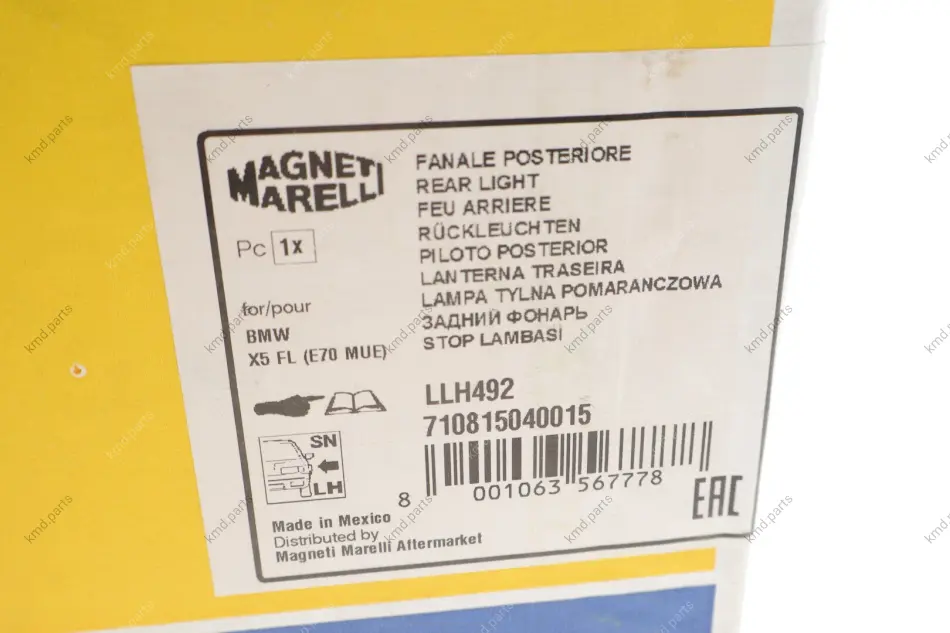 MAGNETI
MARELLI
Pc 1x
for/pour
BMW
X5 FL (E70 MUE)
FANALE POSTERIORE
REAR LIGHT
FEU ARRIERE
RÜCKLEUCHTEN
PILOTO POSTERIOR
LANTERNA TRASEIRA
LAMPA TYLNA POMARANCZOWA
ЗАДНИЙ ФОНАРЬ
STOP LAMBASI
LLH492
710815040015
8 001063 567778
SN
LH
EAC
Made in Mexico
Distributed by
Magneti Marelli Aftermarket
kmd.parts